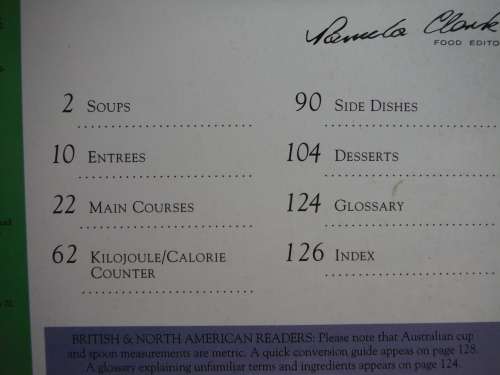 Pamela Clark
FOOD EDITO
2 SOUPS
10 ENTREES
22 MAIN COURSES
62 KILOJOULE/CALORIE
COUNTER
90 SIDE DISHES
104 DESSERTS
124 GLOSSARY
126 INDEX
BRITISH & NORTH AMERICAN READERS: Please note that Australian cup
and spoon measurements are metric. A quick conversion guide appeas on page 128.
A glossary explaining unfamiliar terms and ingredients appears on page 124.